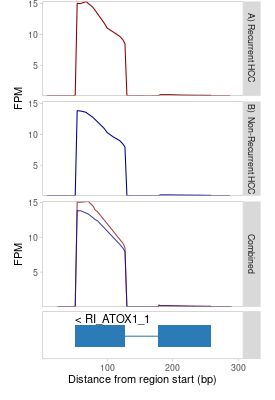 15
10
5
A) Recurrent HCC
15
10
5
B) Non-Recurrent HCC
FPM
15
10
5
Combined
FPM
< RI_ATOX1_1
100
200
300
Distance from region start (bp)